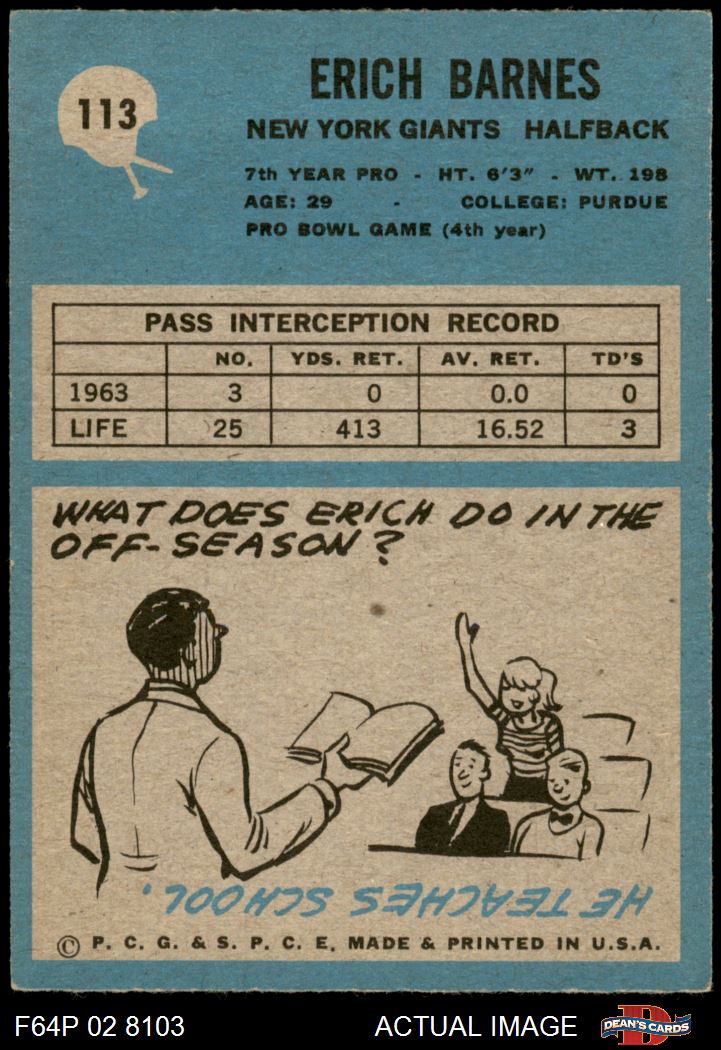 113
ERICH BARNES
NEW YORK GIANTS HALFBACK
7th YEAR PRO - HT. 6'3" - WT. 198
AGE: 29 - COLLEGE: PURDUE
PRO BOWL GAME (4th year)
PASS INTERCEPTION RECORD
NO. YDS. RET. AV. RET. TD'S
1963 3 0 0.0 0
LIFE 25 413 16.52 3
WHAT DOES ERICH DO IN THE
OFF-SEASON?
HE TEACHES SCHOOL.
© P. C. G. & S. P. C. E. MADE & PRINTED IN U.S.A.
F64P 02 8103 ACTUAL IMAGE D DEAN'S CARDS